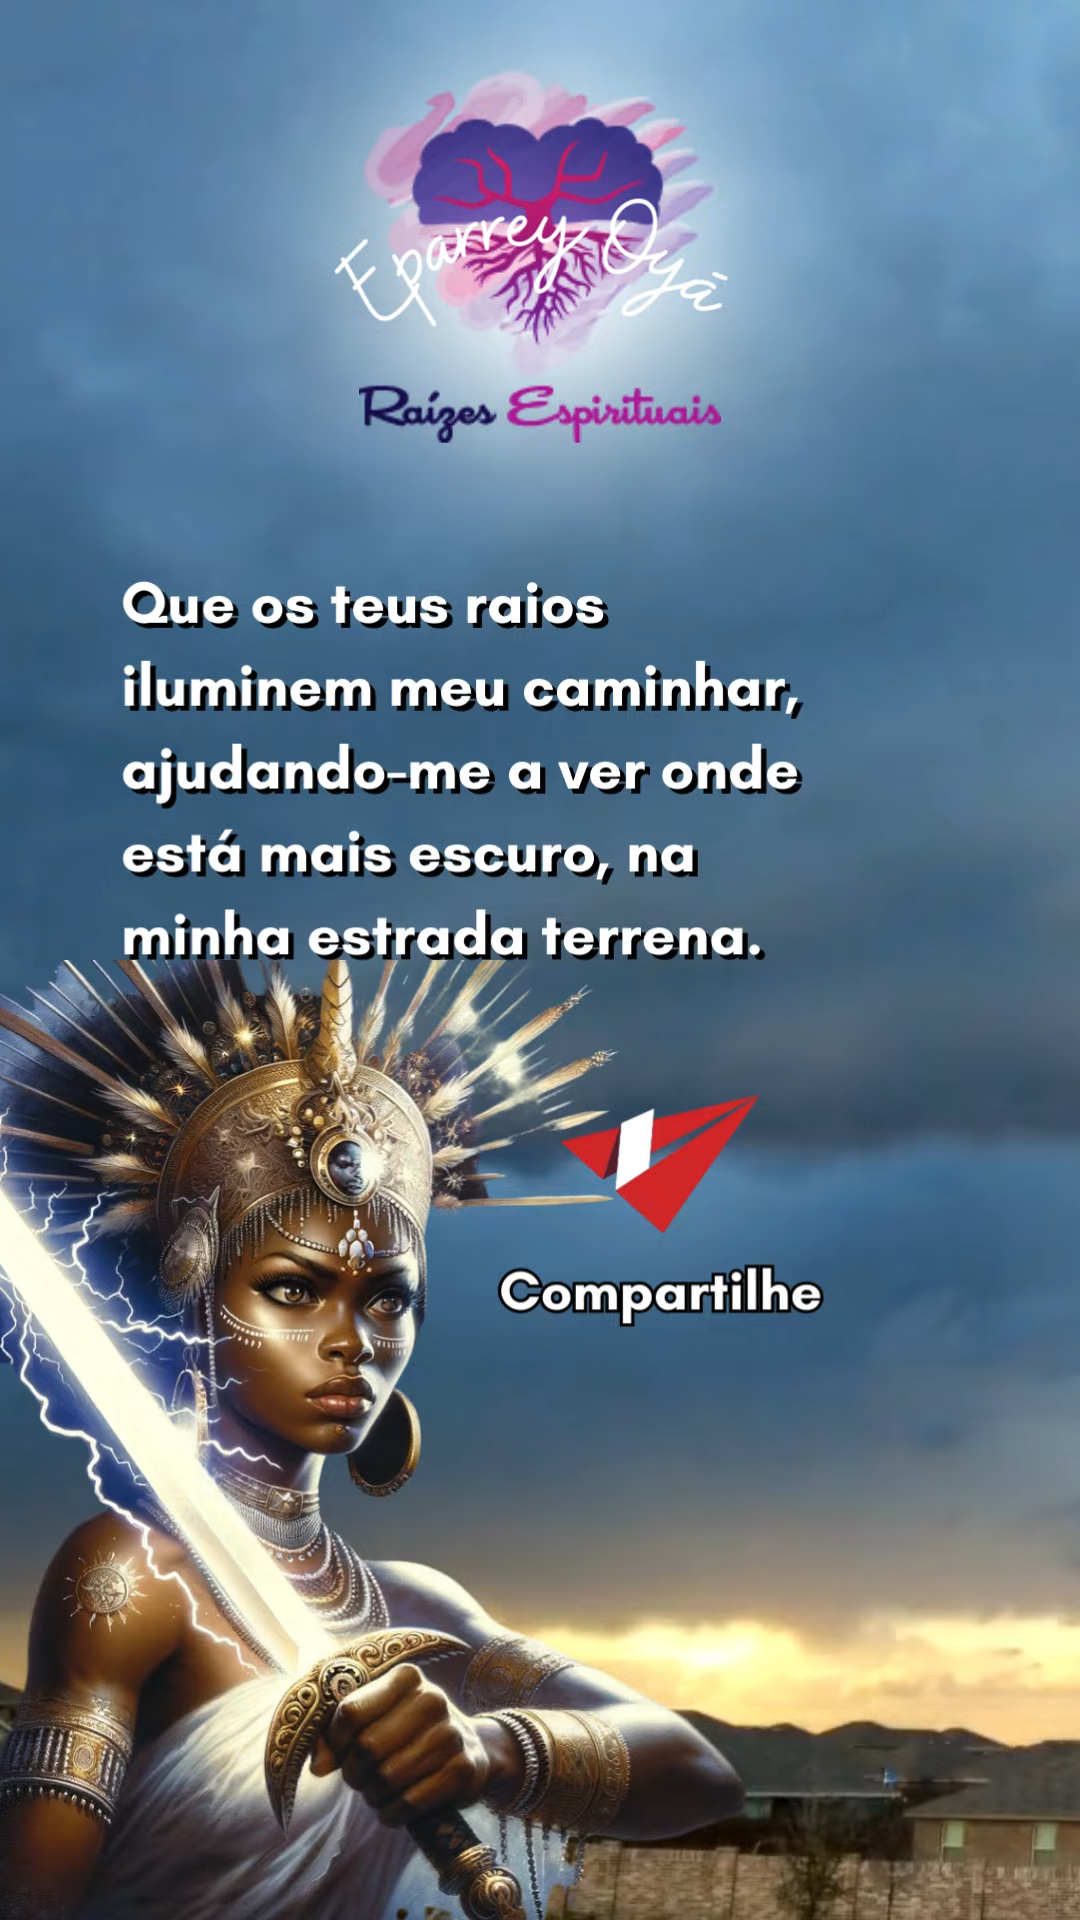 Eparrey Oyà
Raízes Espirituais
Que os teus raios
iluminem meu caminhar,
ajudando-me a ver onde
está mais escuro, na
minha estrada terrena.
Compartilhe